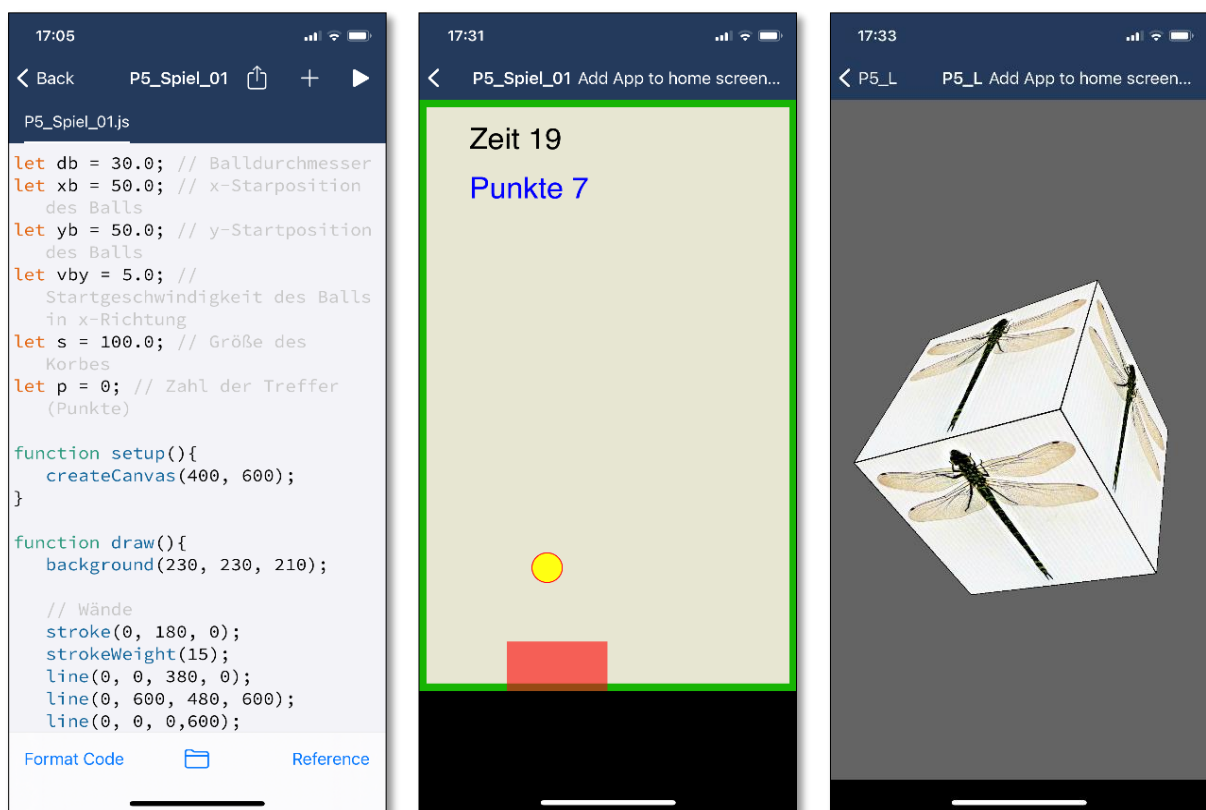 17:05
Back P5_Spiel_01
P5_Spiel_01.js
let db = 30.0; // Balldurchmesser
let xb = 50.0; // x-Starposition
des Balls
let yb = 50.0; // y-Startposition
des Balls
let vby = 5.0; //
Startgeschwindigkeit des Balls
in x-Richtung
let s = 100.0; // Größe des
Korbes
let p = 0; // Zahl der Treffer
(Punkte)
function setup(){
createCanvas(400, 600);
}
function draw(){
background(230, 230, 210);
// Wände
stroke(0, 180, 0);
strokeWeight(15);
line(0, 0, 380, 0);
line(0, 600, 480, 600);
line(0, 0, 0,600);
Format Code Reference
17:31
P5_Spiel_01 Add App to home screen...
Zeit 19
Punkte 7
17:33
P5_L P5_L Add App to home screen...